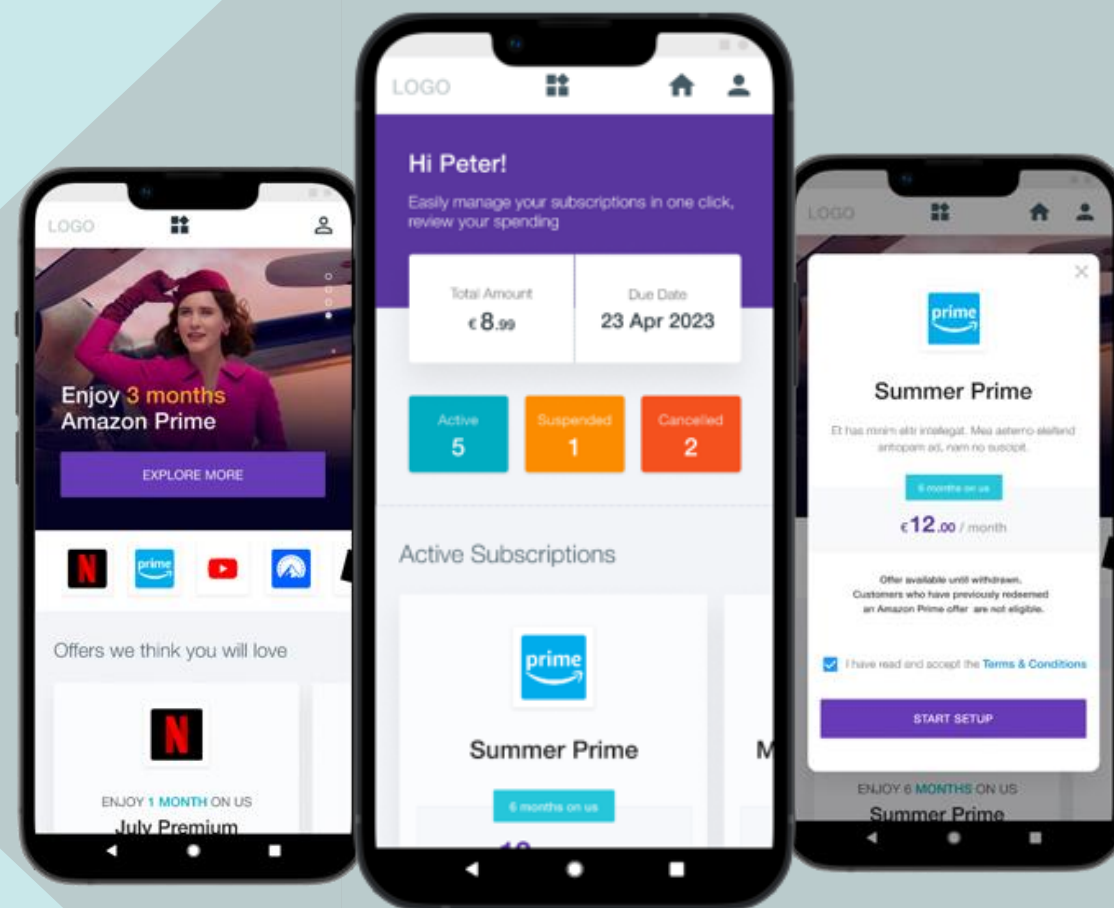 LOGO
Enjoy 3 months
Amazon Prime
EXPLORE MORE
N
prime
Offers we think you will love
N
ENJOY 1 MONTH ON US
July Premium
LOGO
Hi Peter!
Easily manage your subscriptions in one click,
review your spending
Total Amount
€ 8.99
Due Date
23 Apr 2023
Active
5
Suspended
1
Cancelled
2
Active Subscriptions
prime
Summer Prime
M
6 months on us
LOGO
prime
Summer Prime
Et has minim elitr intellegat. Mea aeterno eleifend
antiopam ad, nam no suscipit.
6 months on us
€12.00 / month
Offer available until withdrawn.
Customers who have previously redeemed
an Amazon Prime offer are not eligible.
I have read and accept the Terms & Conditions
START SETUP
ENJOY 6 MONTHS ON US
Summer Prime